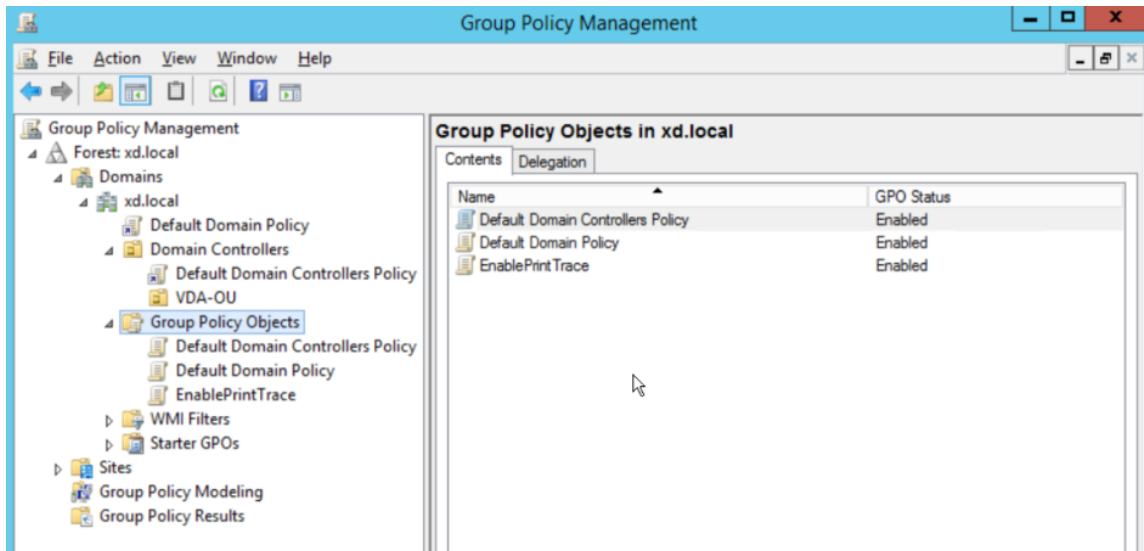 Group Policy Management
File Action View Window Help
Group Policy Management
Forest: xd.local
Domains
xd.local
Default Domain Policy
Domain Controllers
Default Domain Controllers Policy
VDA-OU
Group Policy Objects
Default Domain Controllers Policy
Default Domain Policy
EnablePrintTrace
WMI Filters
Starter GPOs
Sites
Group Policy Modeling
Group Policy Results
Group Policy Objects in xd.local
Contents Delegation
Name GPO Status
Default Domain Controllers Policy Enabled
Default Domain Policy Enabled
EnablePrintTrace Enabled